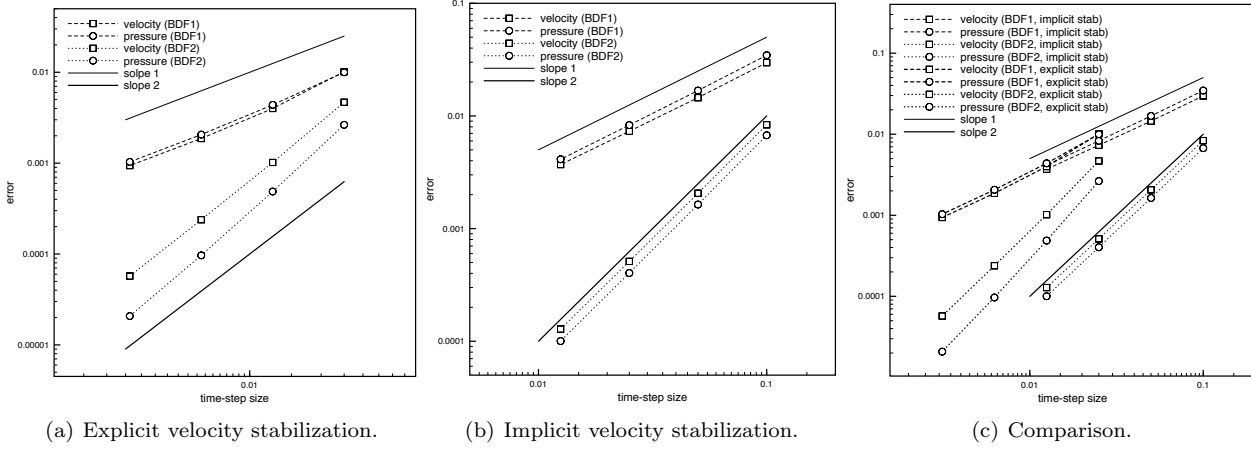 velocity (BDF1)
pressure (BDF1)
velocity (BDF2)
pressure (BDF2)
solpe 1
slope 2
0.01
0.001
0.0001
0.00001
error
0.01
time-step size
(a) Explicit velocity stabilization.
0.1
velocity (BDF1)
pressure (BDF1)
velocity (BDF2)
pressure (BDF2)
slope 1
slope 2
0.01
0.001
0.0001
error
0.01
0.1
time-step size
(b) Implicit velocity stabilization.
velocity (BDF1, implicit stab)
pressure (BDF1, implicit stab)
velocity (BDF2, implicit stab)
pressure (BDF2, implicit stab)
velocity (BDF1, explicit stab)
pressure (BDF1, explicit stab)
velocity (BDF2, explicit stab)
pressure (BDF2, explicit stab)
slope 1
solpe 2
0.1
0.01
0.001
0.0001
error
0.01
0.1
time-step size
(c) Comparison.